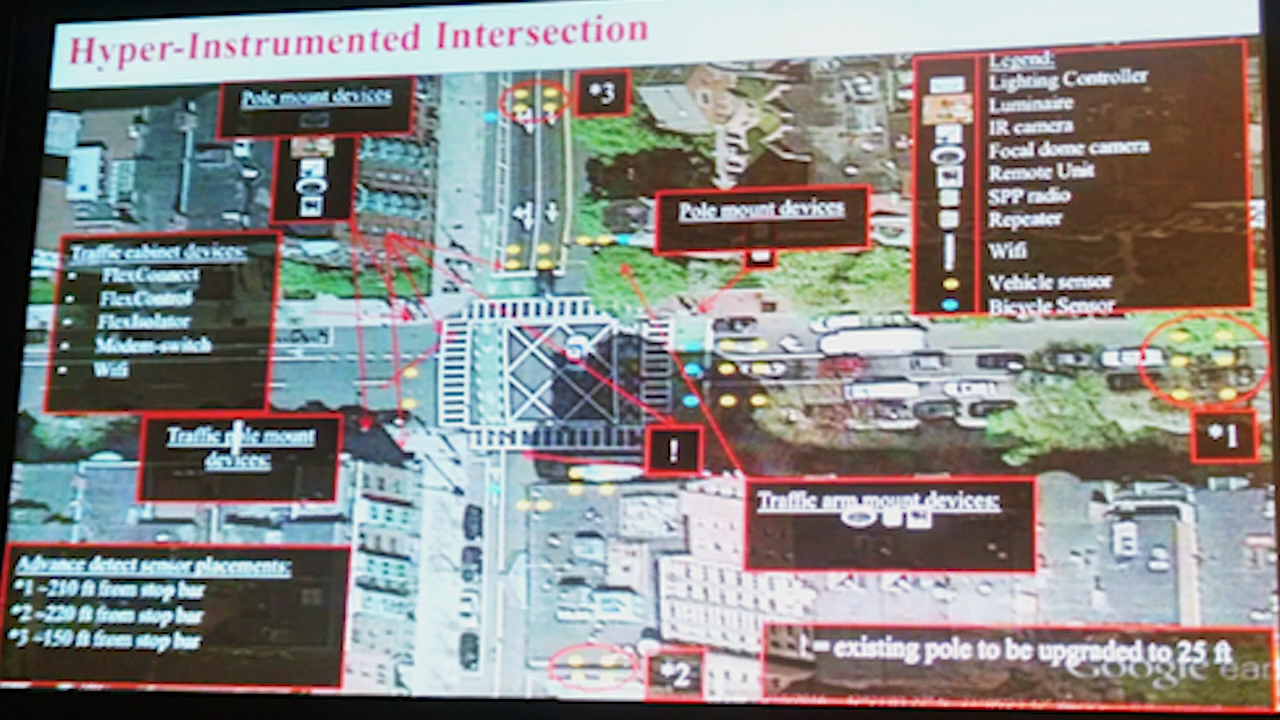 Hyper-Instrumented Intersection
Pole mount devices
*3
Legend:
Lighting Controller
Luminaire
IR camera
Focal dome camera
Remote Unit
SPP radio
Repeater
Wifi
Vehicle sensor
Bicycle Sensor
Pole mount devices
Traffic cabinet devices:
• FlexConnect
• FlexControl
• FlexIsolator
• Modem-switch
• Wifi
*1
Traffic pole mount
devices:
!
Traffic arm mount devices:
Advance detect sensor placements:
*1 ~210 ft from stop bar
*2 ~220 ft from stop bar
*3 ~150 ft from stop bar
*2
! = existing pole to be upgraded to 25 ft
Google ear